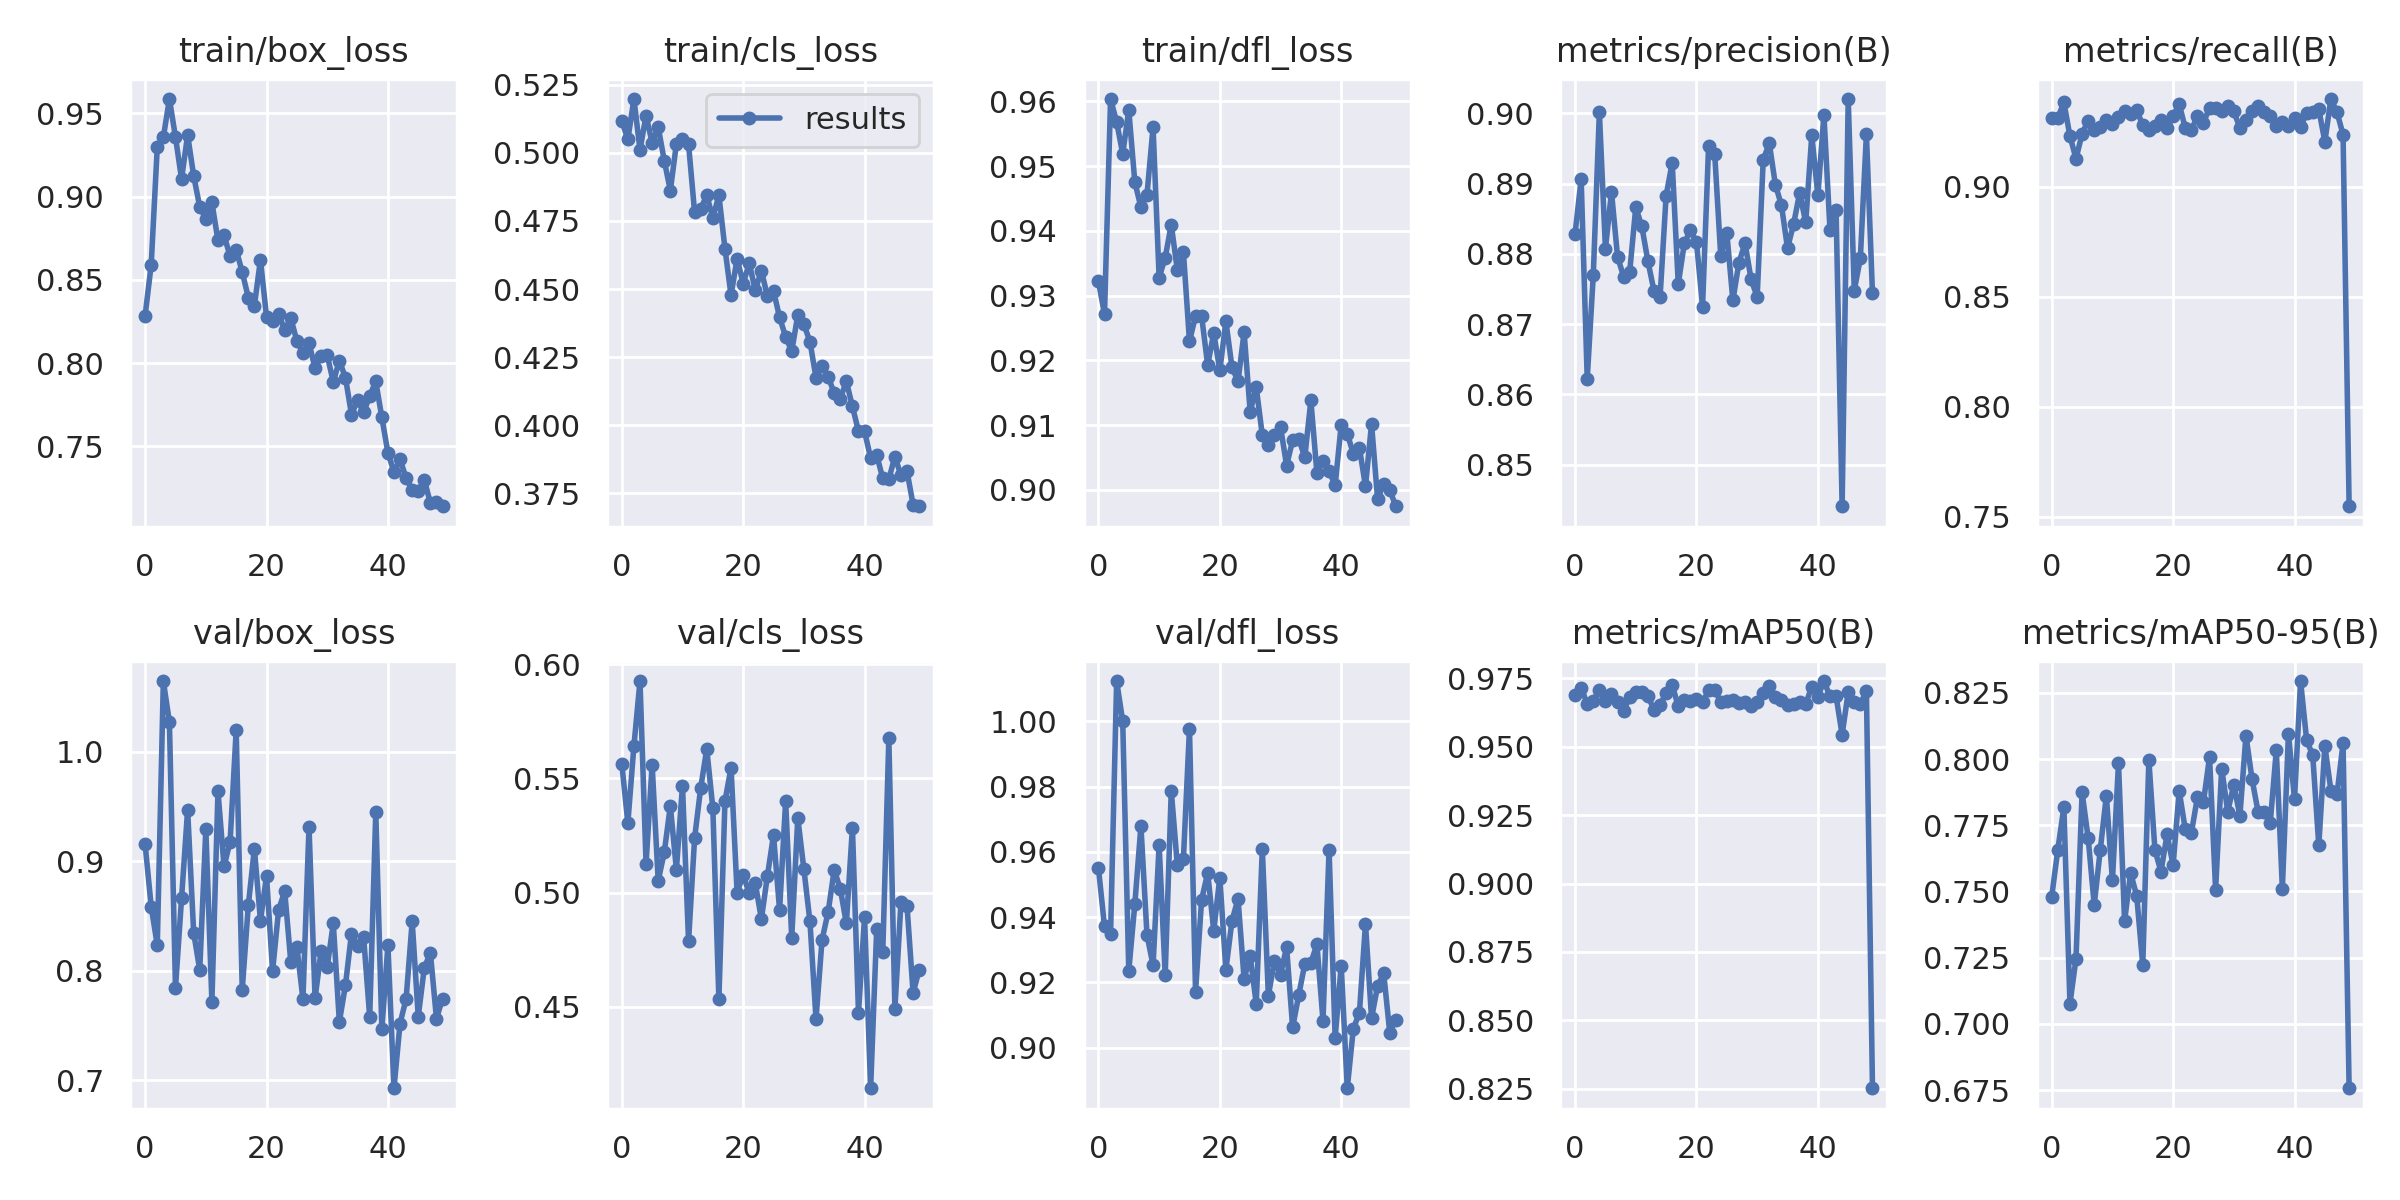 train/box_loss
0.95
0.90
0.85
0.80
0.75
0 20 40
train/cls_loss
results
0.525
0.500
0.475
0.450
0.425
0.400
0.375
0 20 40
train/dfl_loss
0.96
0.95
0.94
0.93
0.92
0.91
0.90
0 20 40
metrics/precision(B)
0.90
0.89
0.88
0.87
0.86
0.85
0 20 40
metrics/recall(B)
0.90
0.85
0.80
0.75
0 20 40
val/box_loss
1.0
0.9
0.8
0.7
0 20 40
val/cls_loss
0.60
0.55
0.50
0.45
0 20 40
val/dfl_loss
1.00
0.98
0.96
0.94
0.92
0.90
0 20 40
metrics/mAP50(B)
0.975
0.950
0.925
0.900
0.875
0.850
0.825
0 20 40
metrics/mAP50-95(B)
0.825
0.800
0.775
0.750
0.725
0.700
0.675
0 20 40